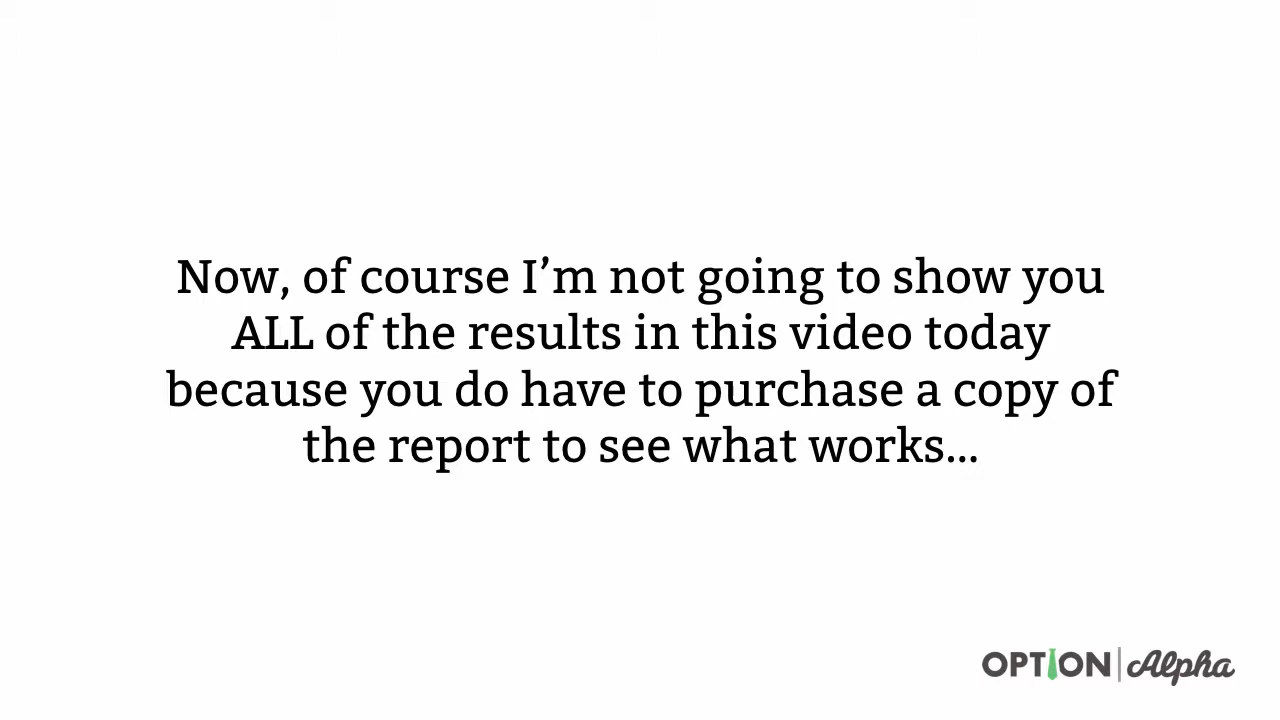 Now, of course I’m not going to show you
ALL of the results in this video today
because you do have to purchase a copy of
the report to see what works...
OPTION | Alpha